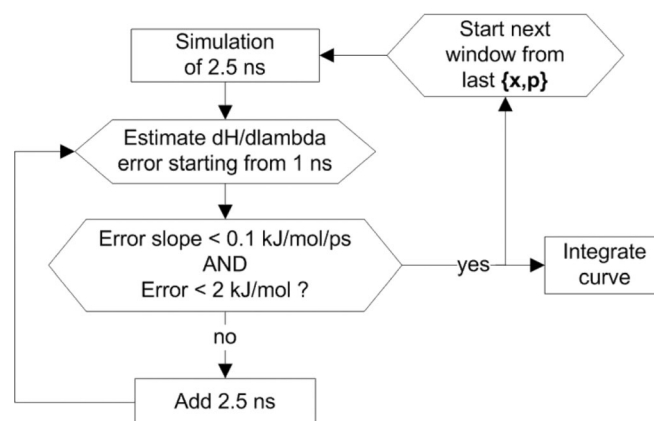 Simulation
of 2.5 ns
Start next
window from
last {x,p}
Estimate dH/dlambda
error starting from 1 ns
Error slope < 0.1 kJ/mol/ps
AND
Error < 2 kJ/mol ?
yes
Integrate
curve
no
Add 2.5 ns